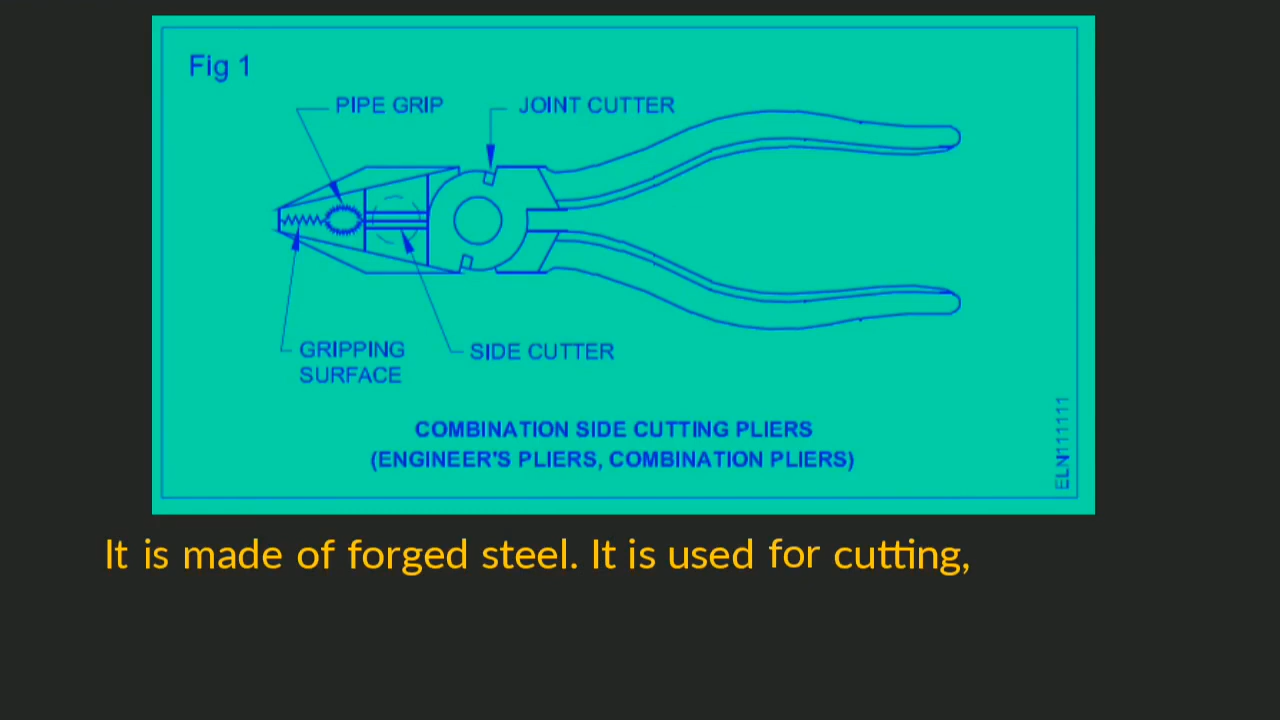 Fig 1
PIPE GRIP
JOINT CUTTER
GRIPPING
SURFACE
SIDE CUTTER
COMBINATION SIDE CUTTING PLIERS
(ENGINEER'S PLIERS, COMBINATION PLIERS)
ELN111111
It is made of forged steel. It is used for cutting,